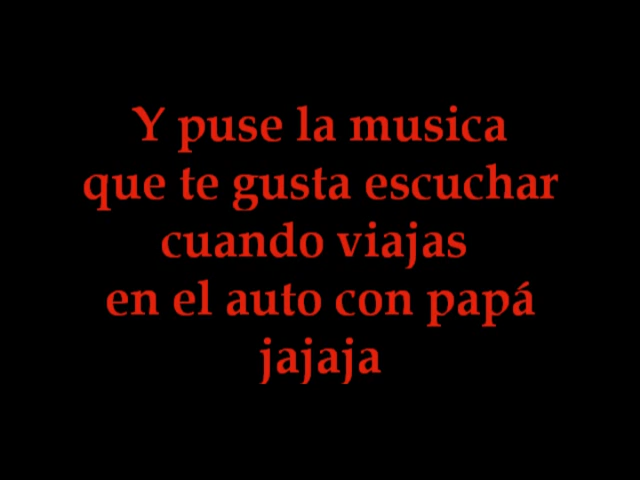 Y puse la musica
que te gusta escuchar
cuando viajas
en el auto con papá
jajaja